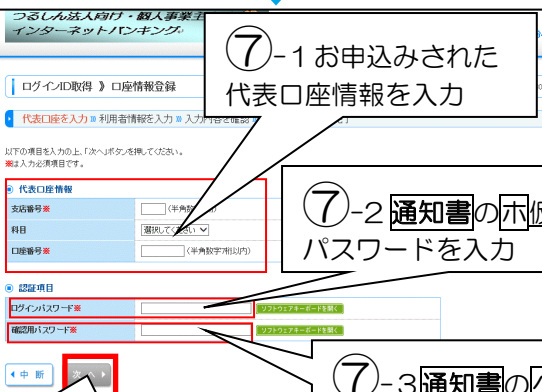 つるしん法人向け・個人事業主
インターネットバンキング
⑦-1お申込みされた
代表口座情報を入力
ログインID取得 》 口座情報登録
代表口座を入力 » 利用者情報を入力 » 入力内容を確認
以下の項目を入力の上、「次へ」ボタンを押してください。
※は入力必須項目です。
代表口座情報
支店番号※
(半角数
科目
選択してください
口座番号※
(半角数字7桁以内)
⑦-2 通知書のホ仮
パスワードを入力
認証項目
ログインパスワード※
ソフトウェアキーボードを開く
確認用パスワード※
ソフトウェアキーボードを開く
中 断
次 へ
⑦-3通知書の